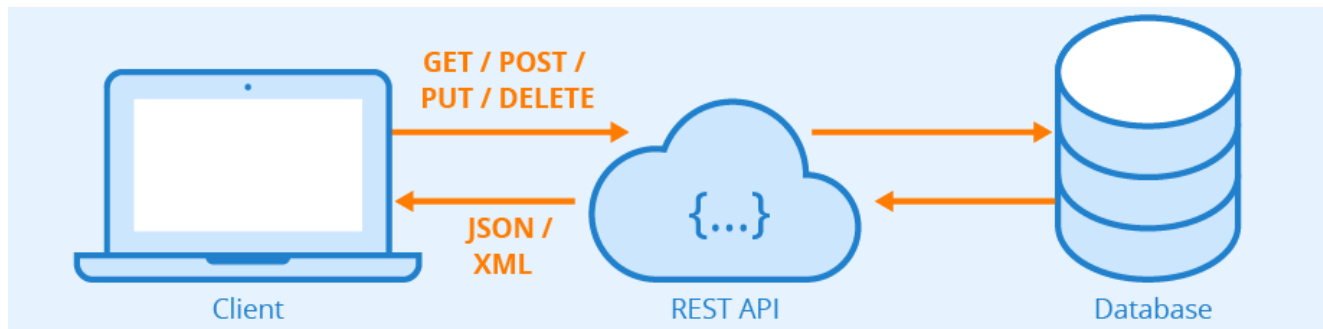 GET / POST /
PUT / DELETE
{...}
JSON /
XML
Client
REST API
Database